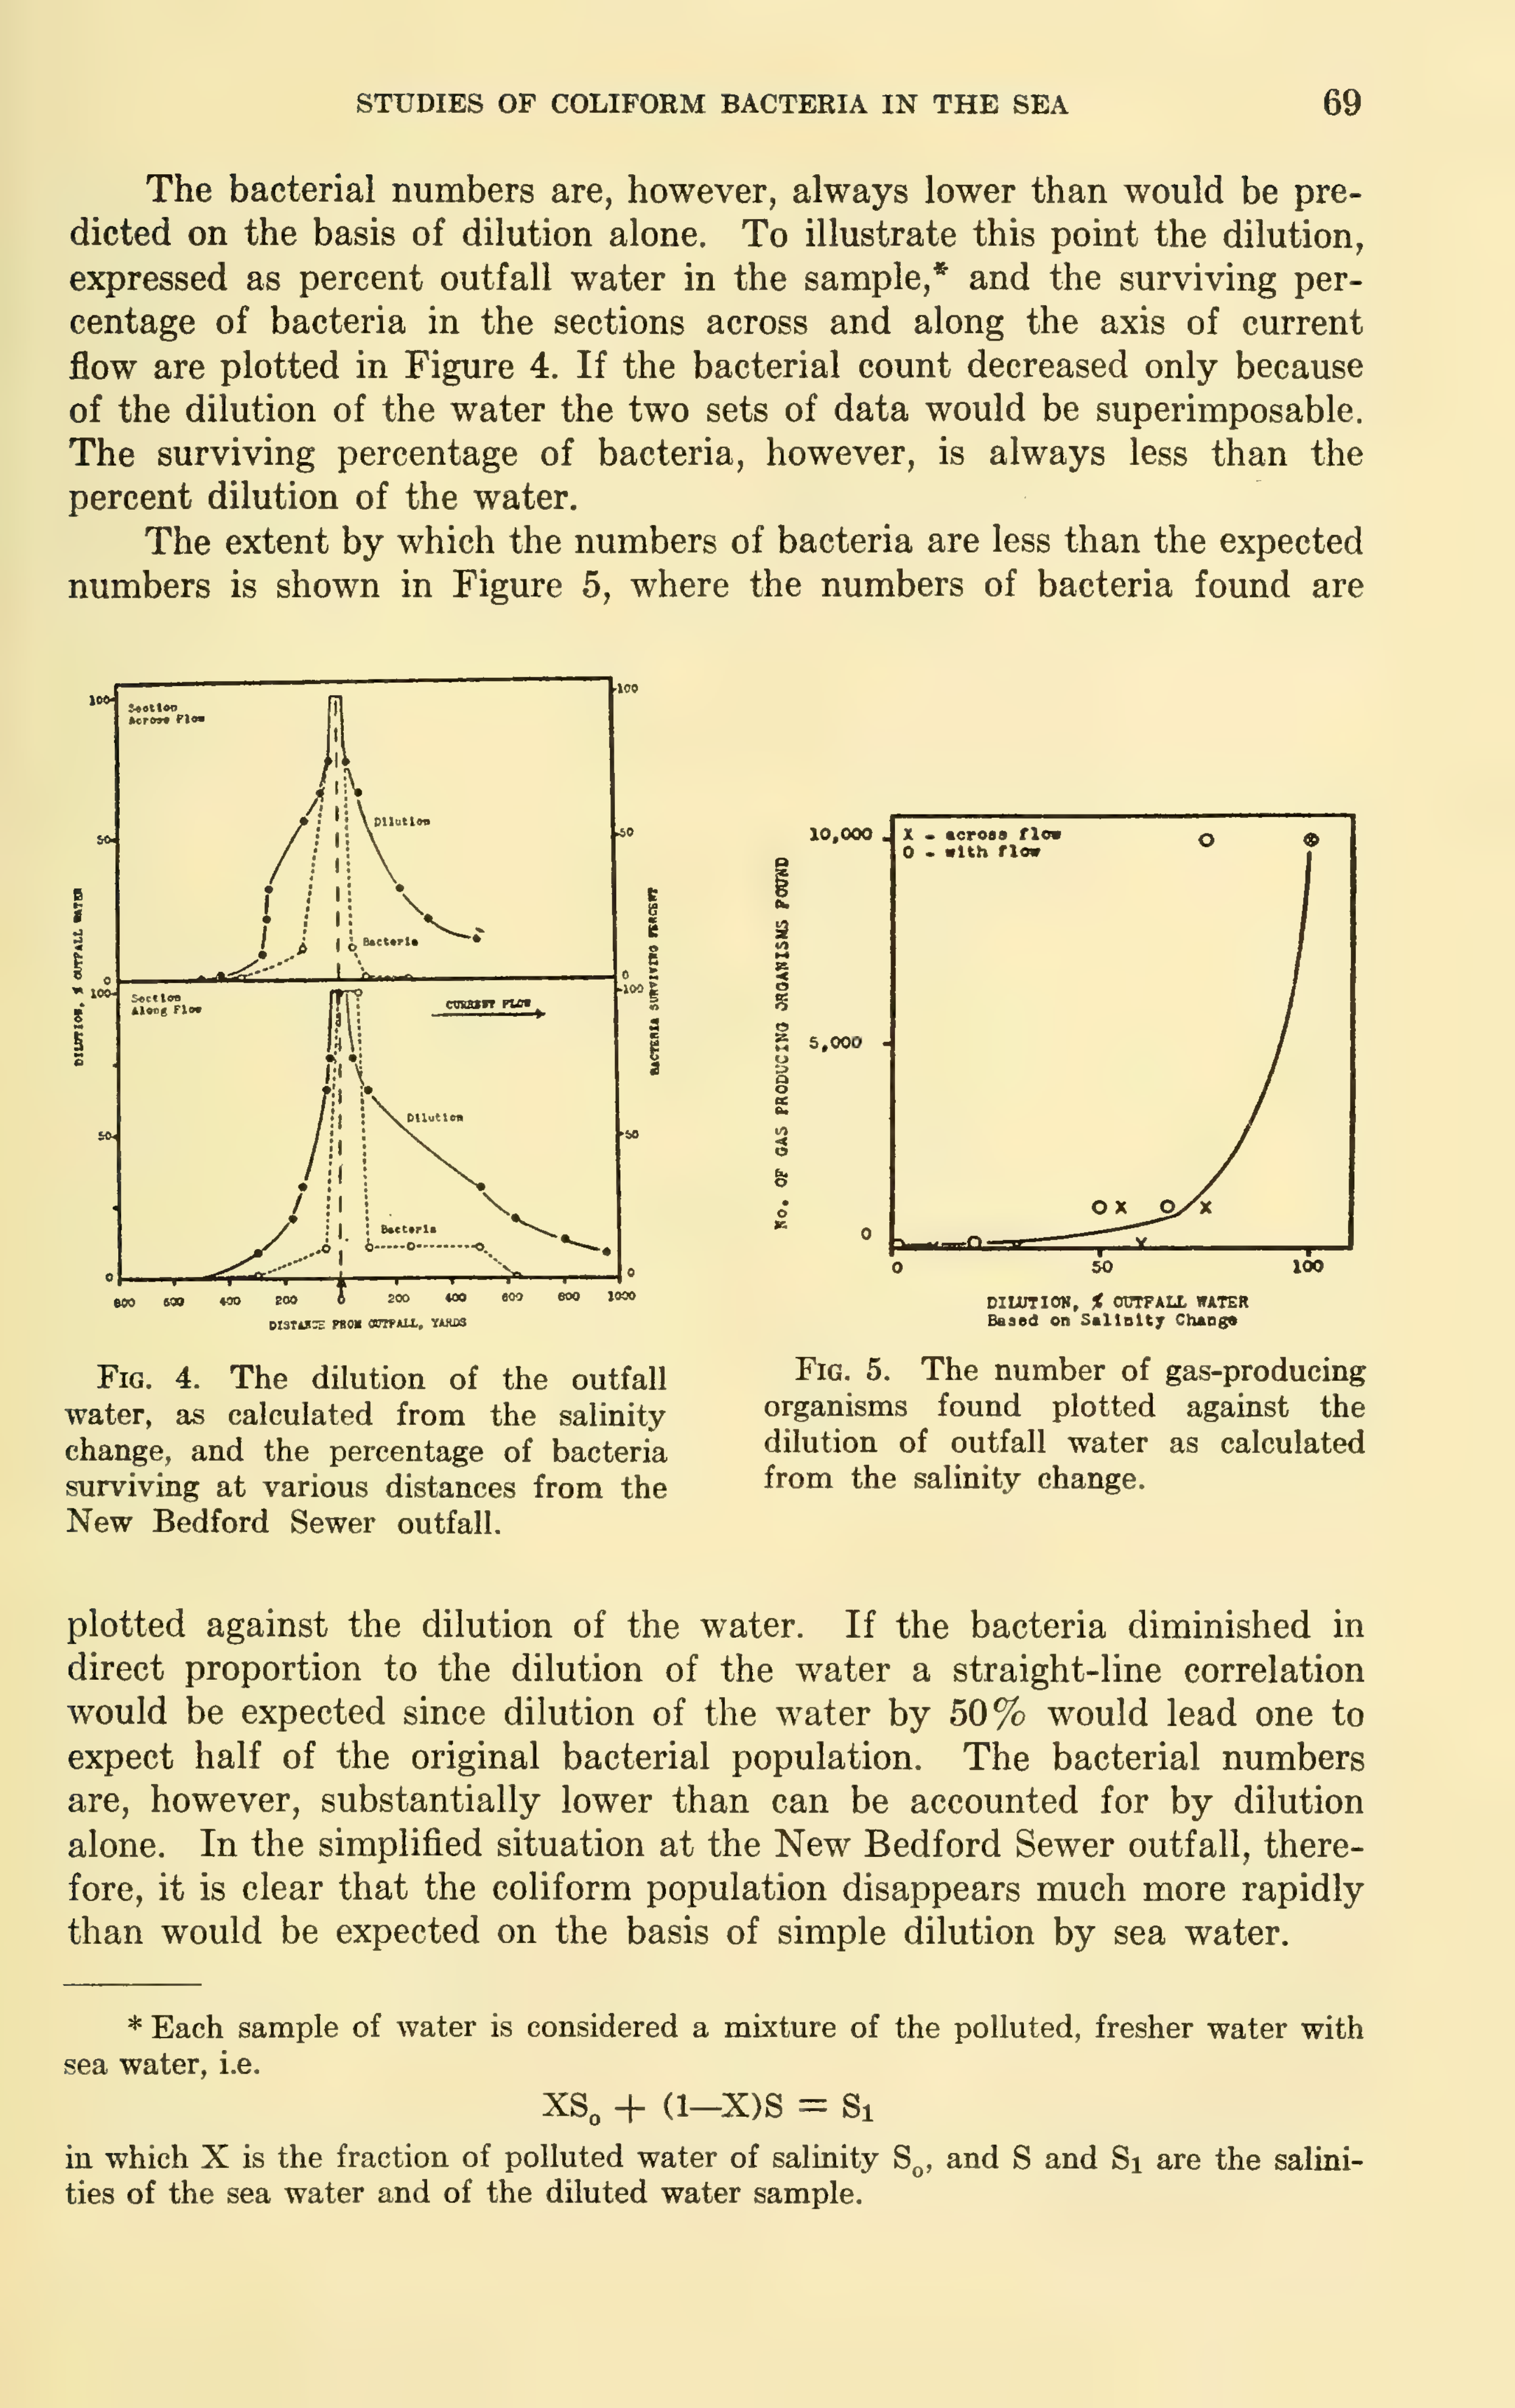 STUDIES OF COLIFORM BACTERIA IN THE SEA 69
The bacterial numbers are, however, always lower than would be pre-
dicted on the basis of dilution alone. To illustrate this point the dilution,
expressed as percent outfall water in the sample,* and the surviving per-
centage of bacteria in the sections across and along the axis of current
flow are plotted in Figure 4. If the bacterial count decreased only because
of the dilution of the water the two sets of data would be superimposable.
The surviving percentage of bacteria, however, is always less than the
percent dilution of the water.
The extent by which the numbers of bacteria are less than the expected
numbers is shown in Figure 5, where the numbers of bacteria found are
100
50
0
100
50
0
DILUTION, % OUTFALL WATER
Section
Across Flow
Dilution
Bacteria
Section
Along Flow
CURRENT FLOW
Dilution
Bacteria
100
50
0
100
50
0
BACTERIA SURVIVING PERCENT
800 600 400 200 0 200 400 600 800 1000
DISTANCE FROM OUTFALL, YARDS
10,000
5,000
0
No. OF GAS PRODUCING ORGANISMS FOUND
X - across flow
O - with flow
0 50 100
DILUTION, % OUTFALL WATER
Based on Salinity Change
FIG. 4. The dilution of the outfall
water, as calculated from the salinity
change, and the percentage of bacteria
surviving at various distances from the
New Bedford Sewer outfall.
FIG. 5. The number of gas-producing
organisms found plotted against the
dilution of outfall water as calculated
from the salinity change.
plotted against the dilution of the water. If the bacteria diminished in
direct proportion to the dilution of the water a straight-line correlation
would be expected since dilution of the water by 50% would lead one to
expect half of the original bacterial population. The bacterial numbers
are, however, substantially lower than can be accounted for by dilution
alone. In the simplified situation at the New Bedford Sewer outfall, there-
fore, it is clear that the coliform population disappears much more rapidly
than would be expected on the basis of simple dilution by sea water.
* Each sample of water is considered a mixture of the polluted, fresher water with
sea water, i.e.
XS₀ + (1—X)S = S₁
in which X is the fraction of polluted water of salinity S₀, and S and S₁ are the salini-
ties of the sea water and of the diluted water sample.